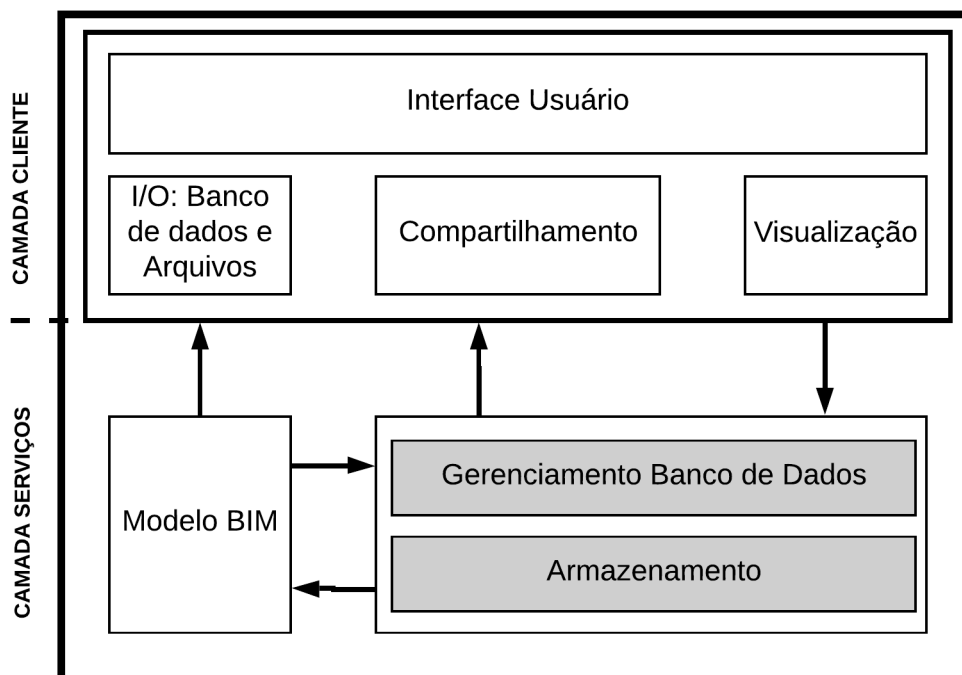 CAMADA CLIENTE
Interface Usuário
I/O: Banco
de dados e
Arquivos
Compartilhamento
Visualização
CAMADA SERVIÇOS
Modelo BIM
Gerenciamento Banco de Dados
Armazenamento